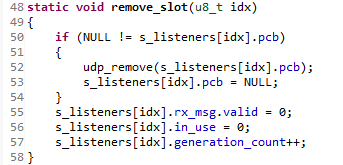 48 static void remove_slot(u8_t idx)
49 {
50     if (NULL != s_listeners[idx].pcb)
51     {
52         udp_remove(s_listeners[idx].pcb);
53         s_listeners[idx].pcb = NULL;
54     }
55     s_listeners[idx].rx_msg.valid = 0;
56     s_listeners[idx].in_use = 0;
57     s_listeners[idx].generation_count++;
58 }